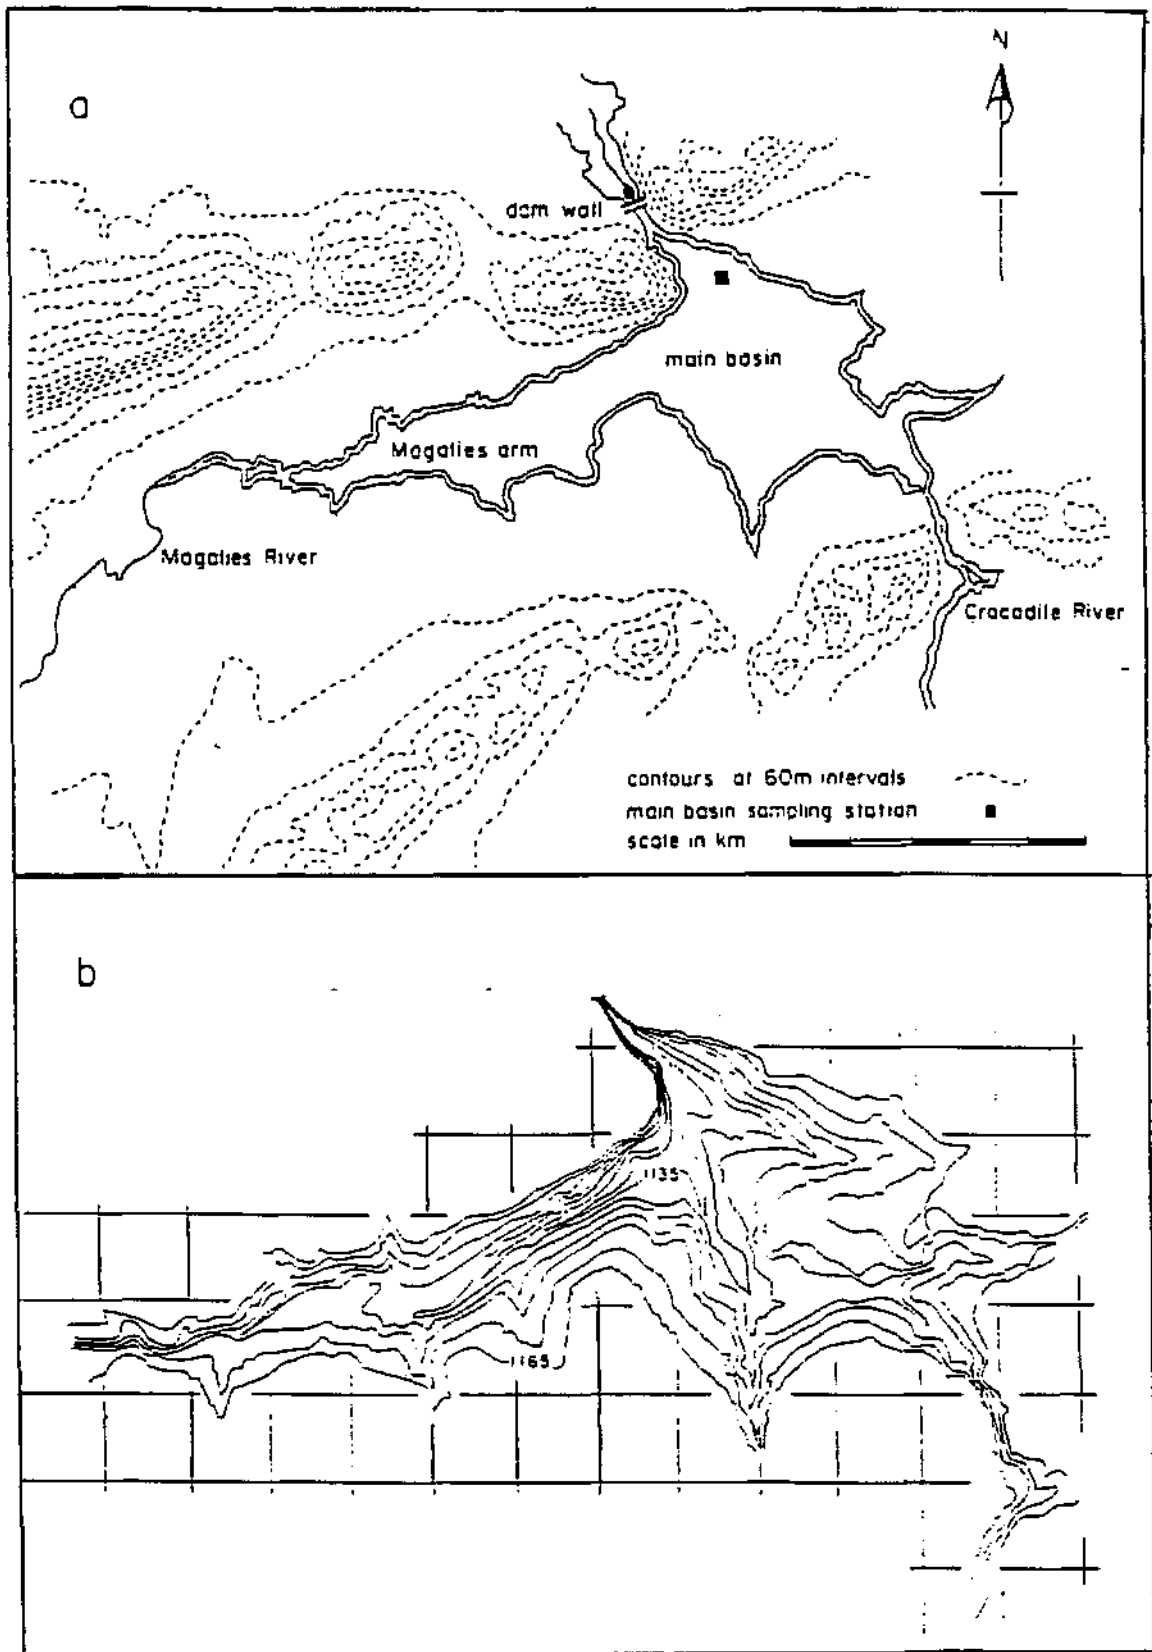 N
a
dam wall
main basin
Magalies arm
Magalies River
Crocadile River
contours at 60m intervals
main basin sampling station
scale in km
b
1135
1165